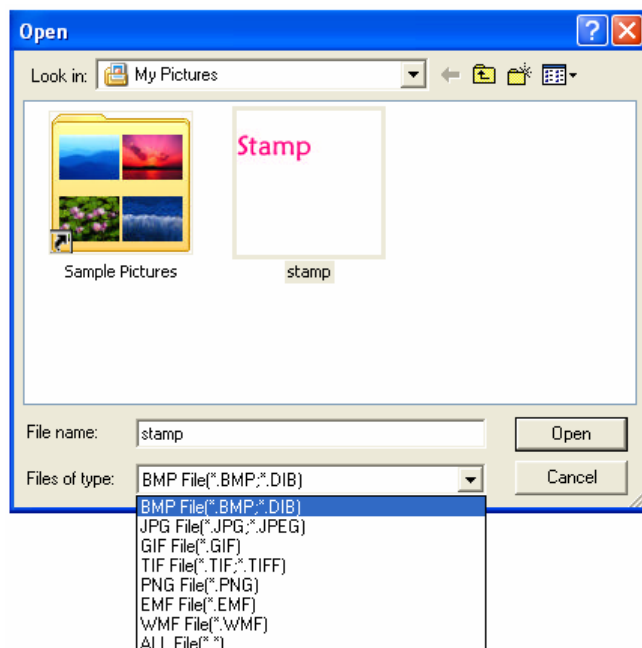 Open
Look in: My Pictures
Stamp
Sample Pictures
stamp
File name: stamp
Open
Files of type: BMP File(*.BMP;*.DIB)
Cancel
BMP File(*.BMP;*.DIB)
JPG File(*.JPG;*.JPEG)
GIF File(*.GIF)
TIF File(*.TIF;*.TIFF)
PNG File(*.PNG)
EMF File(*.EMF)
WMF File(*.WMF)
ALL File(*.*)